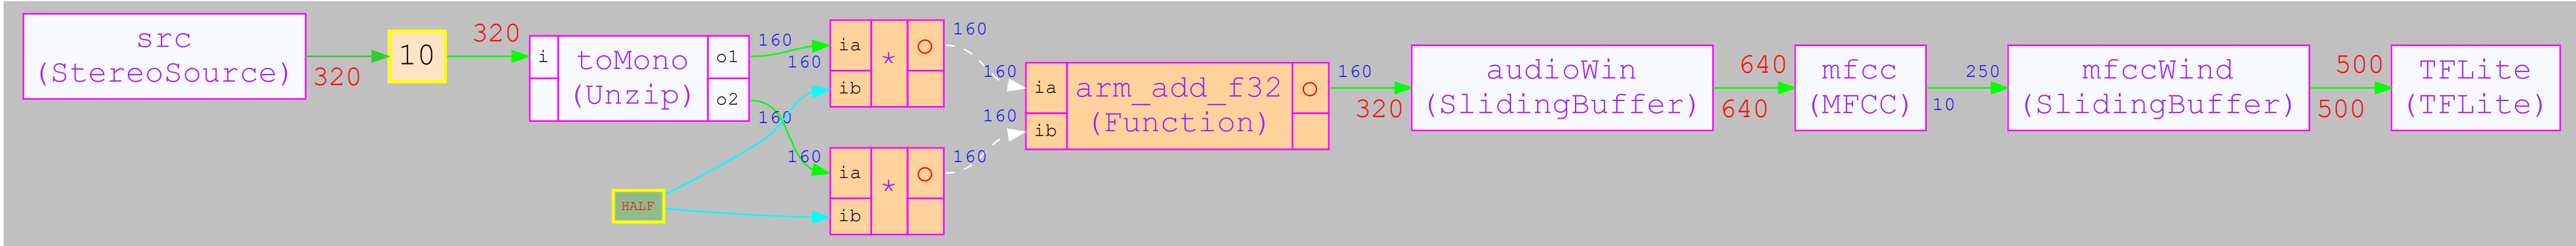 src
(StereoSource)
320
10
320
i
toMono
(Unzip)
o1
o2
160
160
160
160
HALF
ia
ib
*
o
160
ia
ib
*
o
160
160
160
ia
ib
arm_add_f32
(Function)
o
160
320
audioWin
(SlidingBuffer)
640
640
mfcc
(MFCC)
10
250
mfccWind
(SlidingBuffer)
500
500
TFLite
(TFLite)